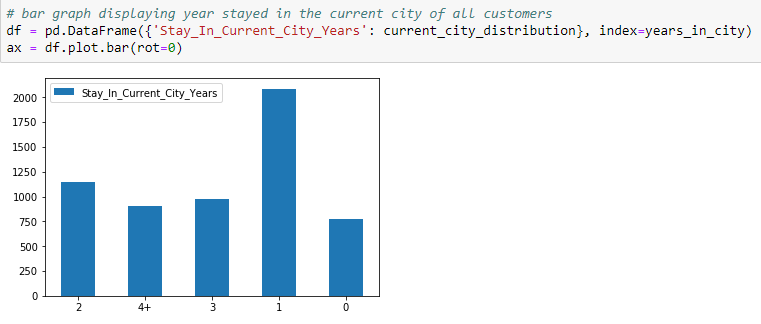 # bar graph displaying year stayed in the current city of all customers
df = pd.DataFrame({'Stay_In_Current_City_Years': current_city_distribution}, index=years_in_city)
ax = df.plot.bar(rot=0)
Stay_In_Current_City_Years
2000
1750
1500
1250
1000
750
500
250
0
2 4+ 3 1 0